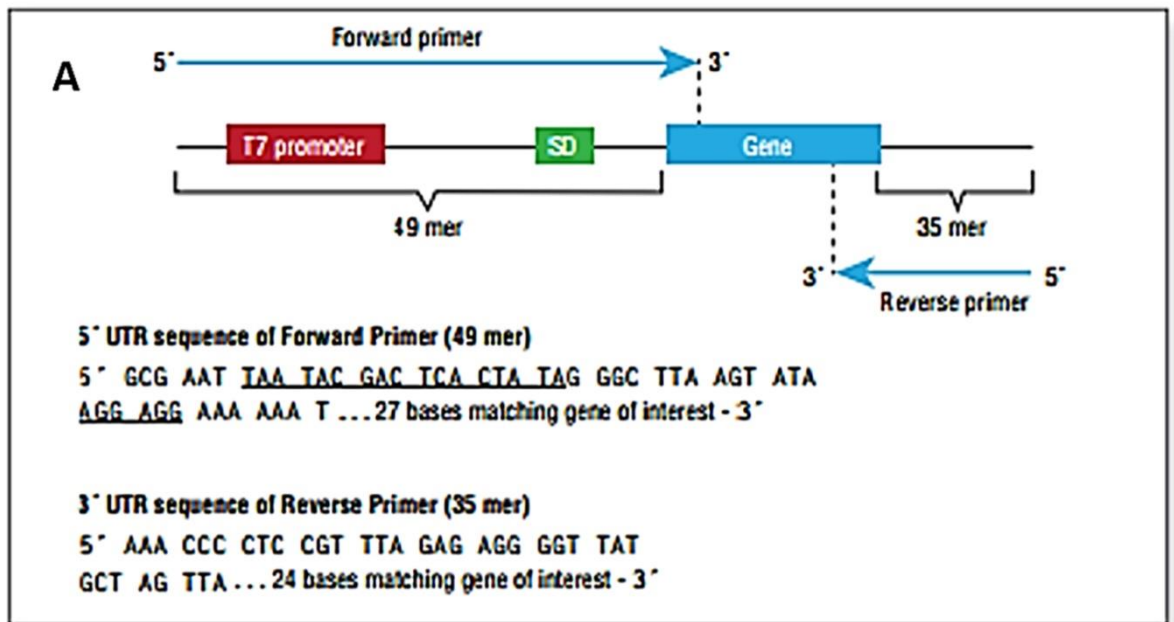 Forward primer
A
5´
3´
T7 promoter
SD
Gene
49 mer
35 mer
3´
5´
Reverse primer
5´ UTR sequence of Forward Primer (49 mer)
5´ GCG AAT TAA TAC GAC TCA CTA TAG GGC TTA AGT ATA
AGG AGG AAA AAA T ...27 bases matching gene of interest - 3´
3´ UTR sequence of Reverse Primer (35 mer)
5´ AAA CCC CTC CGT TTA GAG AGG GGT TAT
GCT AG TTA ...24 bases matching gene of interest - 3´